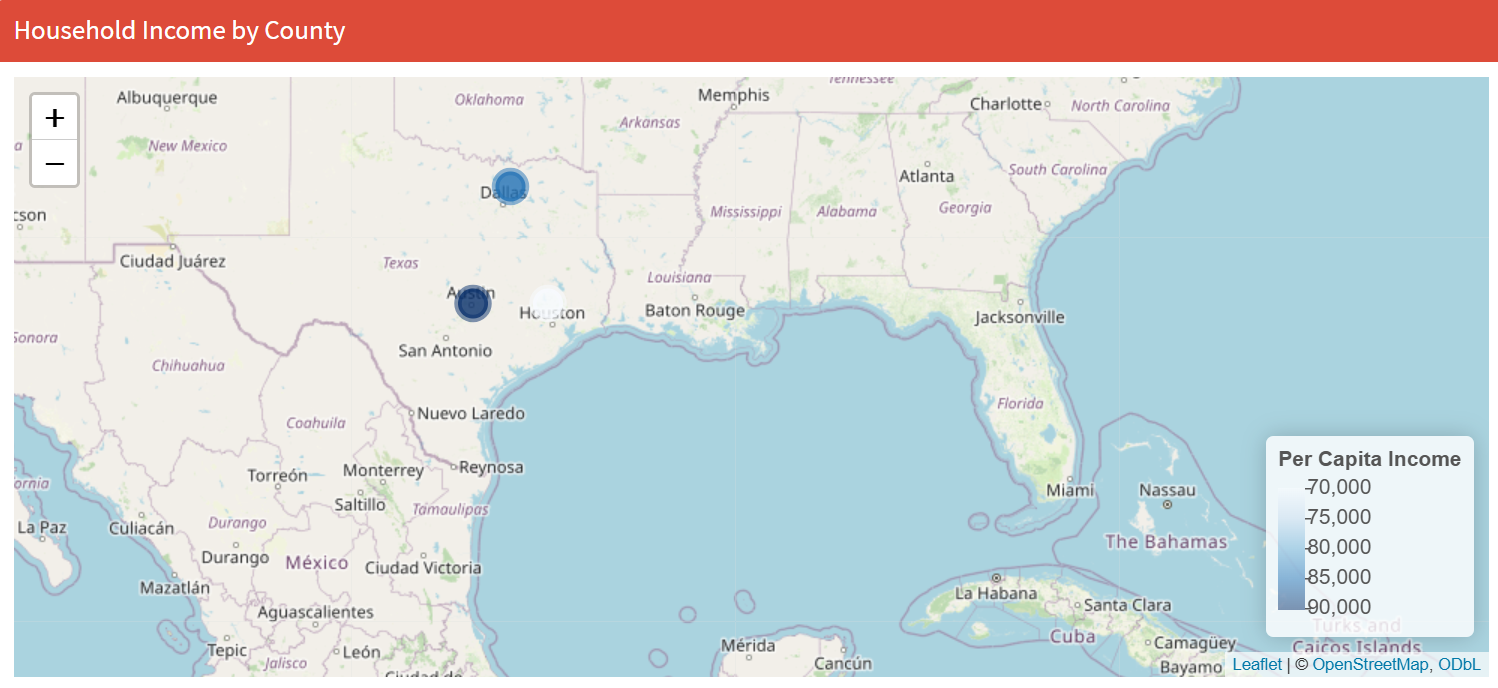 Household Income by County
+
−
Albuquerque
Oklahoma
Memphis
Tennessee
Charlotte
North Carolina
New Mexico
Arkansas
Atlanta
South Carolina
Dallas
Mississippi
Alabama
Georgia
Ciudad Juárez
Texas
Louisiana
Austin
Houston
Baton Rouge
Jacksonville
San Antonio
Sonora
Chihuahua
Nuevo Laredo
Coahuila
Florida
Torreón
Monterrey
Reynosa
Saltillo
Tamaulipas
Miami
Nassau
La Paz
Culiacán
Durango
Durango
México
Ciudad Victoria
The Bahamas
Mazatlán
Aguascalientes
La Habana
Santa Clara
Cuba
Camagüey
Bayamo
Tepic
León
Jalisco
Mérida
Cancún
Per Capita Income
70,000
75,000
80,000
85,000
90,000
Turks and
Caicos Islands
Leaflet | © OpenStreetMap, ODbL